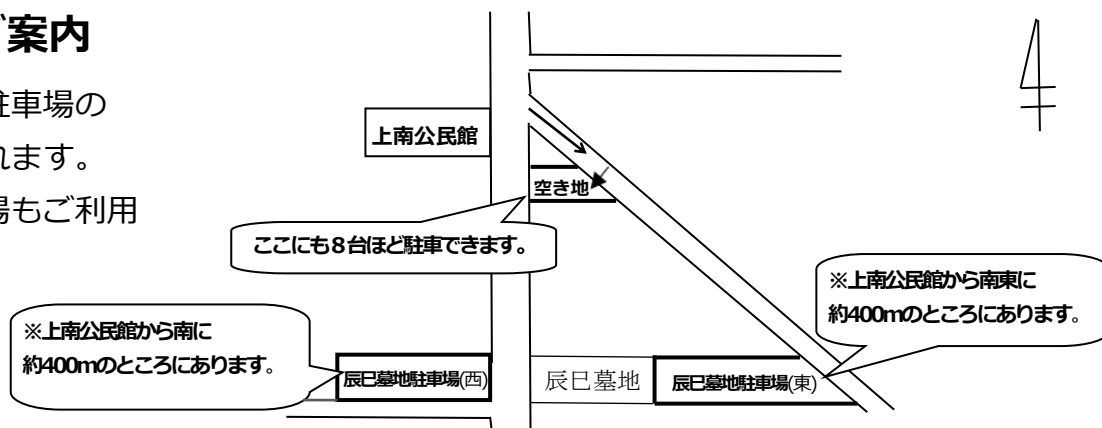 ご案内
駐車場の
れます。
場もご利用
上南公民館
空き地
ここにも8台ほど駐車できます。
※上南公民館から南東に
約400mのところにあります。
※上南公民館から南に
約400mのところにあります。
辰巳墓地駐車場(西)
辰巳墓地
辰巳墓地駐車場(東)